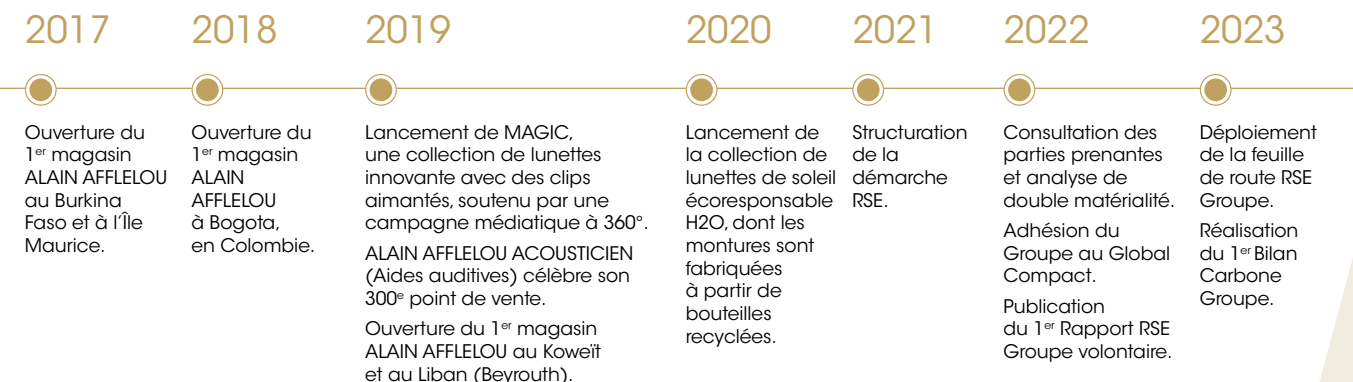 2017
Ouverture du
1er magasin
ALAIN AFFLELOU
au Burkina
Faso et à l'Île
Maurice.
2018
Ouverture du
1er magasin
ALAIN
AFFLELOU
à Bogota,
en Colombie.
2019
Lancement de MAGIC,
une collection de lunettes
innovante avec des clips
aimantés, soutenu par une
campagne médiatique à 360°.
ALAIN AFFLELOU ACOUSTICIEN
(Aides auditives) célèbre son
300e point de vente.
Ouverture du 1er magasin
ALAIN AFFLELOU au Koweït
et au Liban (Beyrouth).
2020
Lancement de
la collection de
lunettes de soleil
écoresponsable
H2O, dont les
montures sont
fabriquées
à partir de
bouteilles
recyclées.
2021
Structuration
de la
démarche
RSE.
2022
Consultation des
parties prenantes
et analyse de
double matérialité.
Adhésion du
Groupe au Global
Compact.
Publication
du 1er Rapport RSE
Groupe volontaire.
2023
Déploiement
de la feuille
de route RSE
Groupe.
Réalisation
du 1er Bilan
Carbone
Groupe.